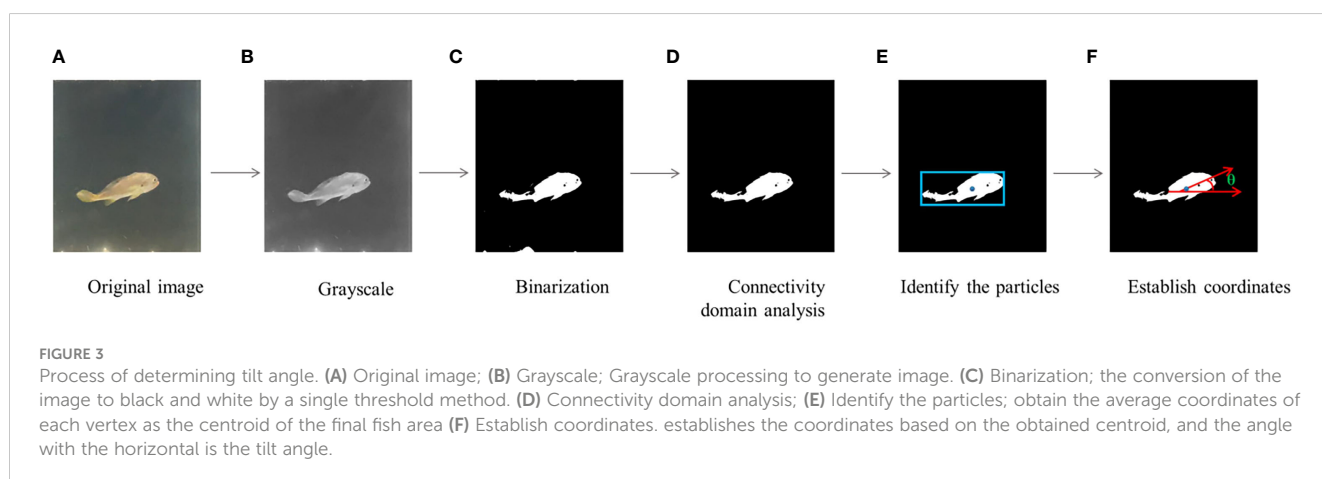 A B C D E F
θ
Original image Grayscale Binarization Connectivity domain analysis Identify the particles Establish coordinates
FIGURE 3
Process of determining tilt angle. (A) Original image; (B) Grayscale; Grayscale processing to generate image. (C) Binarization; the conversion of the
image to black and white by a single threshold method. (D) Connectivity domain analysis; (E) Identify the particles; obtain the average coordinates of
each vertex as the centroid of the final fish area (F) Establish coordinates. establishes the coordinates based on the obtained centroid, and the angle
with the horizontal is the tilt angle.